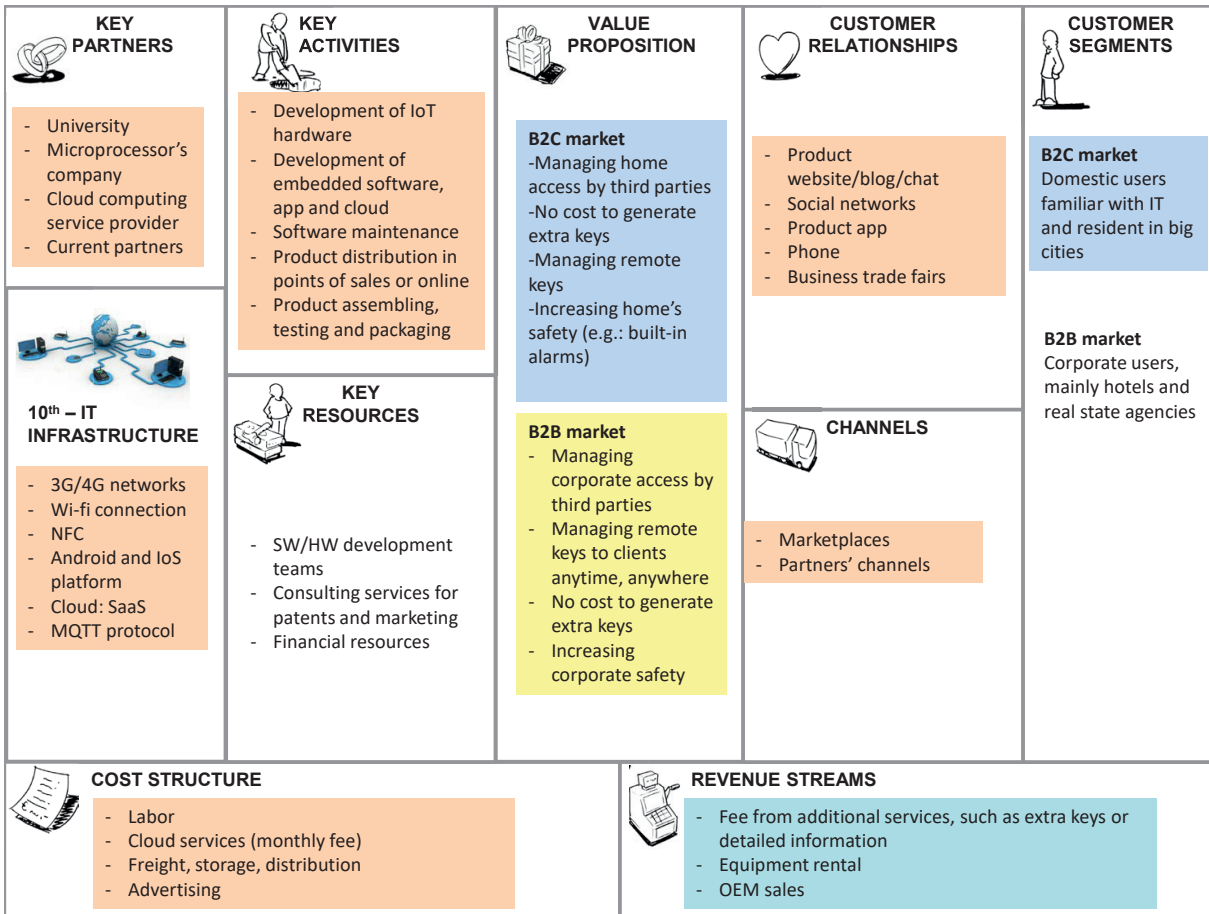 KEY
PARTNERS
- University
- Microprocessor's
company
- Cloud computing
service provider
- Current partners
10th – IT
INFRASTRUCTURE
- 3G/4G networks
- Wi-fi connection
- NFC
- Android and IoS
platform
- Cloud: SaaS
- MQTT protocol
KEY
ACTIVITIES
- Development of IoT
hardware
- Development of
embedded software,
app and cloud
- Software maintenance
- Product distribution in
points of sales or online
- Product assembling,
testing and packaging
KEY
RESOURCES
- SW/HW development
teams
- Consulting services for
patents and marketing
- Financial resources
VALUE
PROPOSITION
B2C market
-Managing home
access by third parties
-No cost to generate
extra keys
-Managing remote
keys
-Increasing home's
safety (e.g.: built-in
alarms)
B2B market
- Managing
corporate access by
third parties
- Managing remote
keys to clients
anytime, anywhere
- No cost to generate
extra keys
- Increasing
corporate safety
CUSTOMER
RELATIONSHIPS
- Product
website/blog/chat
- Social networks
- Product app
- Phone
- Business trade fairs
CHANNELS
- Marketplaces
- Partners' channels
CUSTOMER
SEGMENTS
B2C market
Domestic users
familiar with IT
and resident in big
cities
B2B market
Corporate users,
mainly hotels and
real state agencies
COST STRUCTURE
- Labor
- Cloud services (monthly fee)
- Freight, storage, distribution
- Advertising
REVENUE STREAMS
- Fee from additional services, such as extra keys or
detailed information
- Equipment rental
- OEM sales